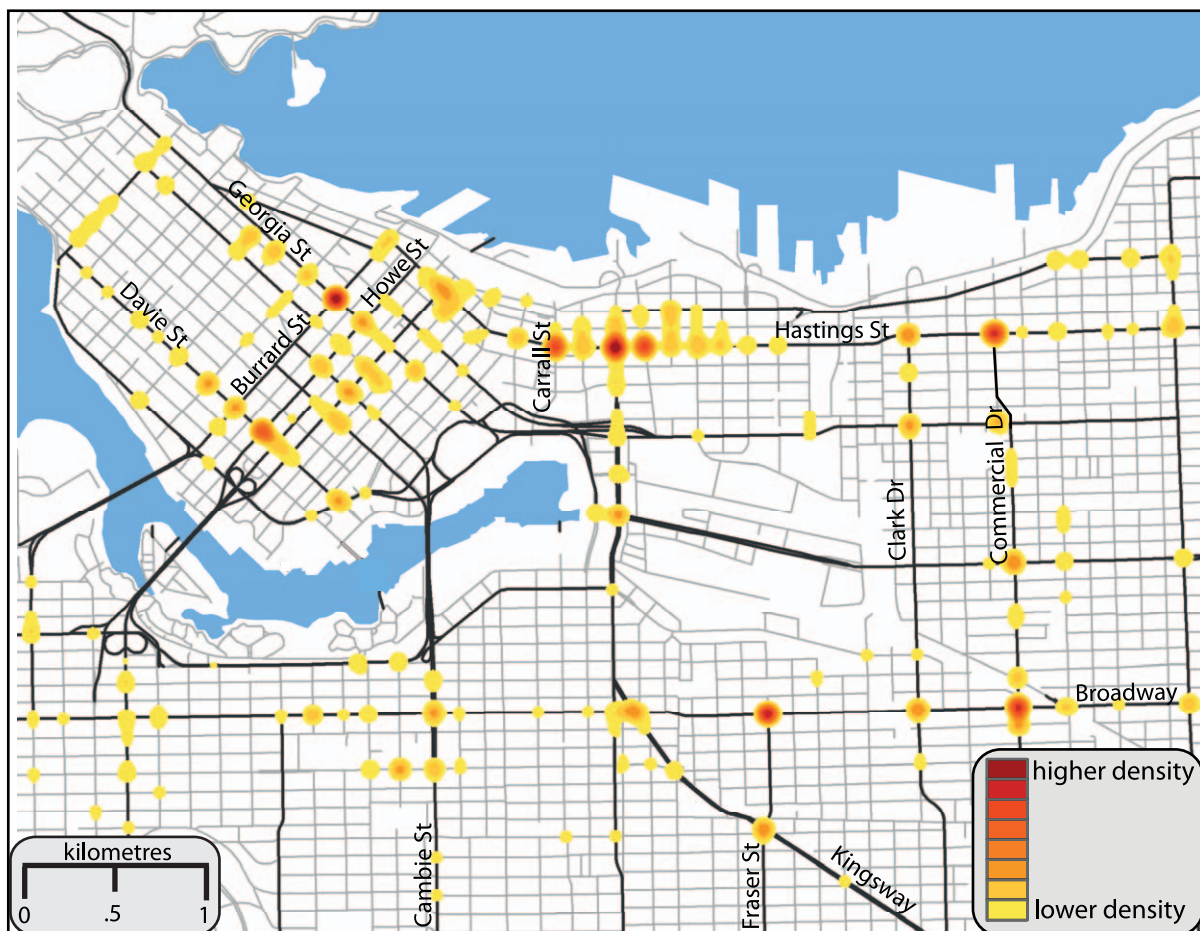 Georgia St
Howe St
Davie St
Burrard St
Carrall St
Hastings St
Commercial Dr
Clark Dr
Broadway
Cambie St
Fraser St
Kingsway
kilometres
0 .5 1
higher density
lower density